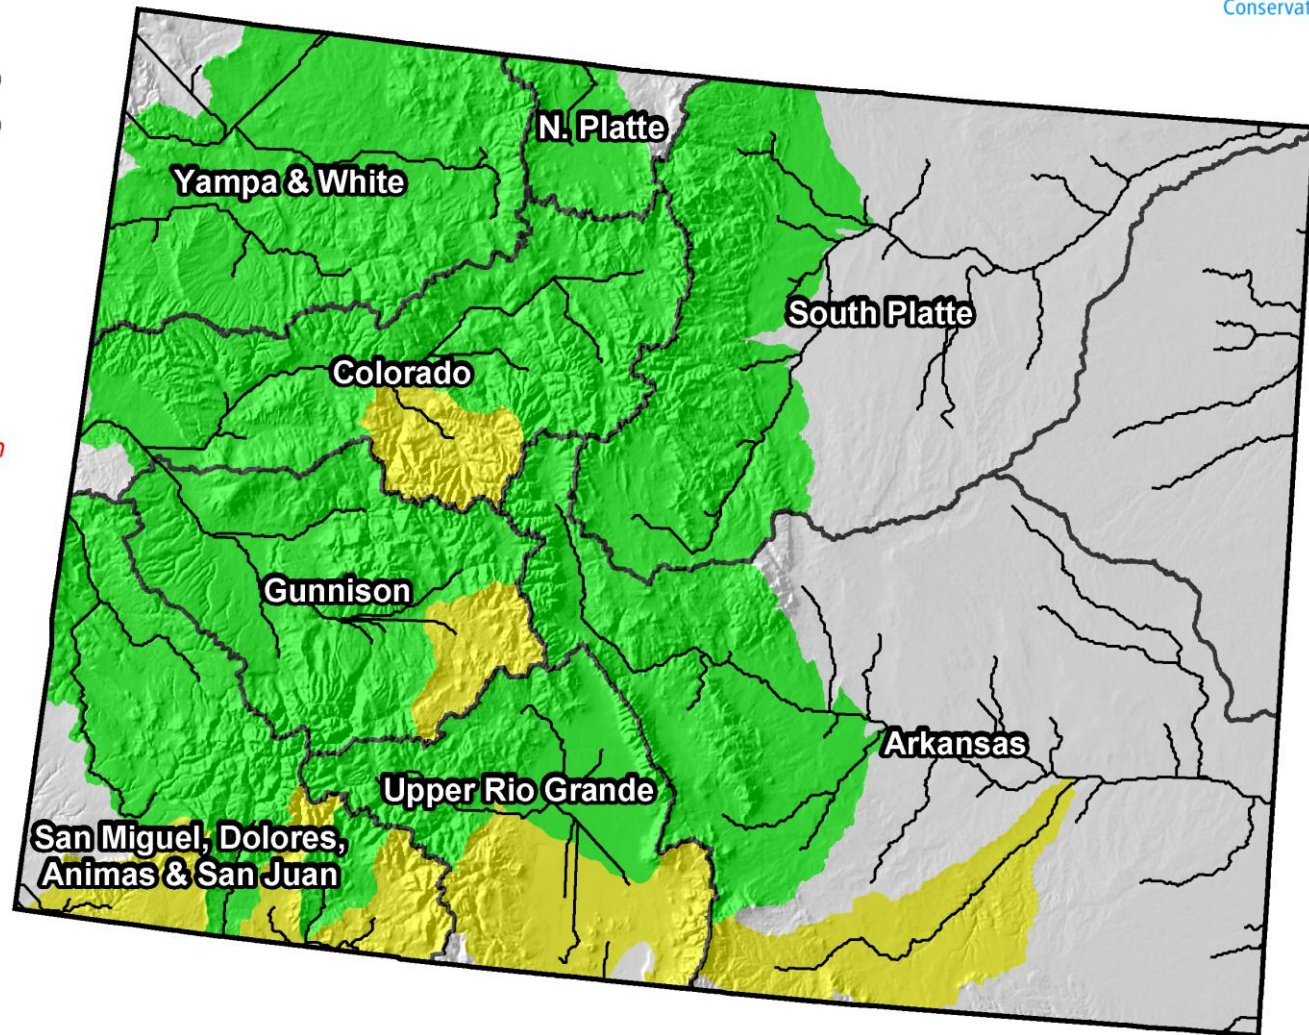 Conservat
N. Platte
Yampa & White
South Platte
Colorado
Gunnison
Arkansas
Upper Rio Grande
San Miguel, Dolores,
Animas & San Juan